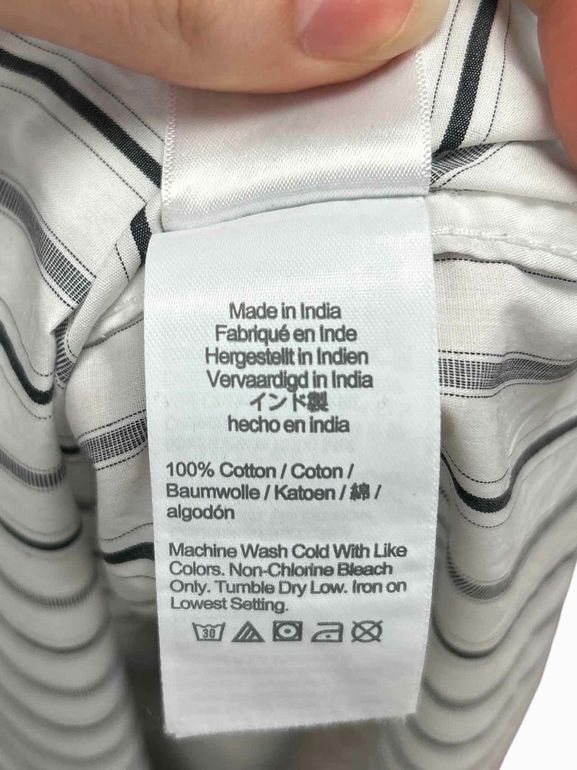 Made in India
Fabriqué en Inde
Hergestellt in Indien
Vervaardigd in India
インド製
hecho en india
100% Cotton / Coton /
Baumwolle / Katoen / 綿 /
algodón
Machine Wash Cold With Like
Colors. Non-Chlorine Bleach
Only. Tumble Dry Low. Iron on
Lowest Setting.
30